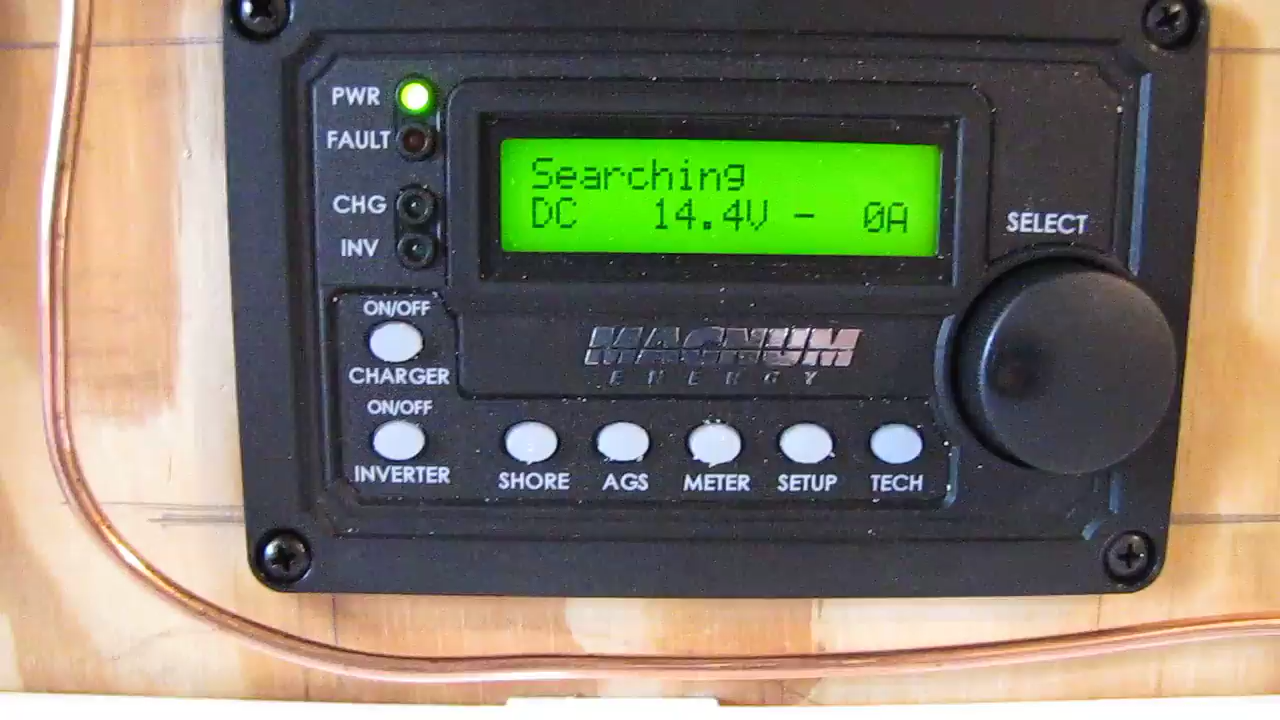 PWR
FAULT
CHG
INV
Searching
DC 14.4V - 0A
SELECT
ON/OFF
CHARGER
ON/OFF
INVERTER
MAGNUM
ENERGY
SHORE
AGS
METER
SETUP
TECH